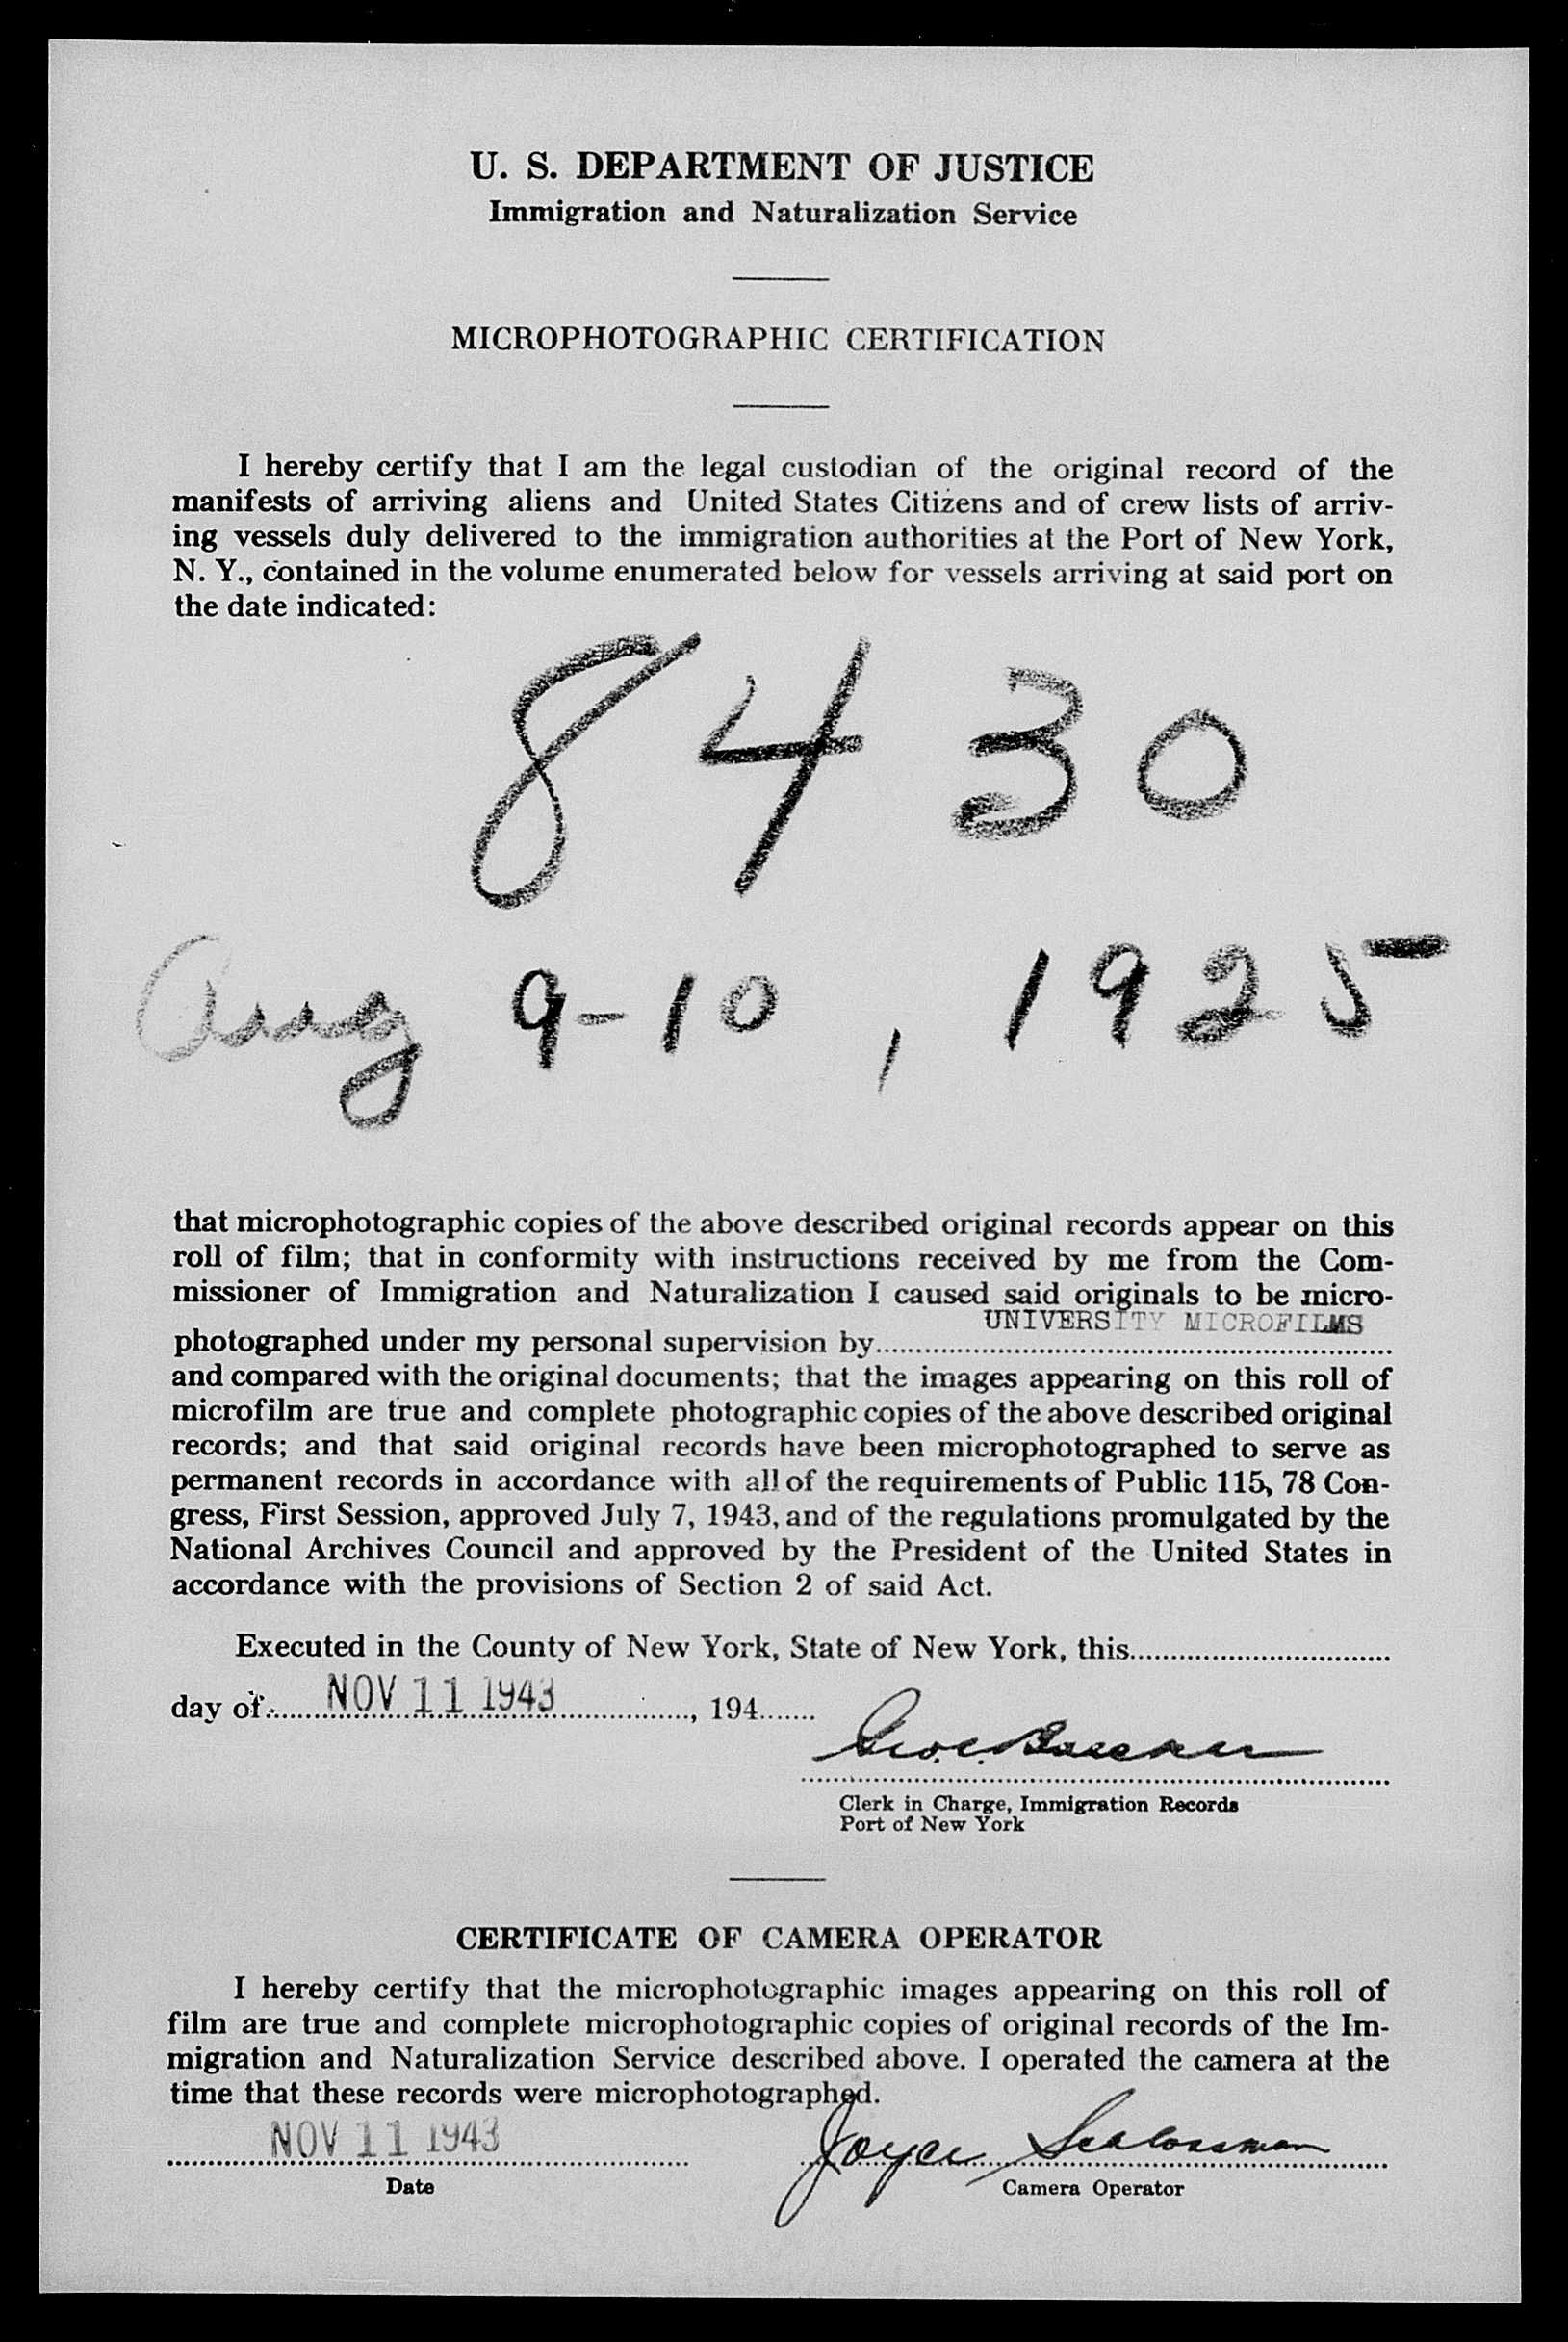 U. S. DEPARTMENT OF JUSTICE
Immigration and Naturalization Service
MICROPHOTOGRAPHIC CERTIFICATION
I hereby certify that I am the legal custodian of the original record of the
manifests of arriving aliens and United States Citizens and of crew lists of arriv-
ing vessels duly delivered to the immigration authorities at the Port of New York,
N. Y., contained in the volume enumerated below for vessels arriving at said port on
the date indicated:
8430
Aug 9-10, 1925
that microphotographic copies of the above described original records appear on this
roll of film; that in conformity with instructions received by me from the Com-
missioner of Immigration and Naturalization I caused said originals to be micro-
UNIVERSITY MICROFILMS
photographed under my personal supervision by
and compared with the original documents; that the images appearing on this roll of
microfilm are true and complete photographic copies of the above described original
records; and that said original records have been microphotographed to serve as
permanent records in accordance with all of the requirements of Public 115, 78 Con-
gress, First Session, approved July 7, 1943, and of the regulations promulgated by the
National Archives Council and approved by the President of the United States in
accordance with the provisions of Section 2 of said Act.
Executed in the County of New York, State of New York, this
day of NOV 11 1943, 194
Geo. C.
Clerk in Charge, Immigration Records
Port of New York
CERTIFICATE OF CAMERA OPERATOR
I hereby certify that the microphotographic images appearing on this roll of
film are true and complete microphotographic copies of original records of the Im-
migration and Naturalization Service described above. I operated the camera at the
time that these records were microphotographed.
NOV 11 1943 Joyce
Date
Camera Operator